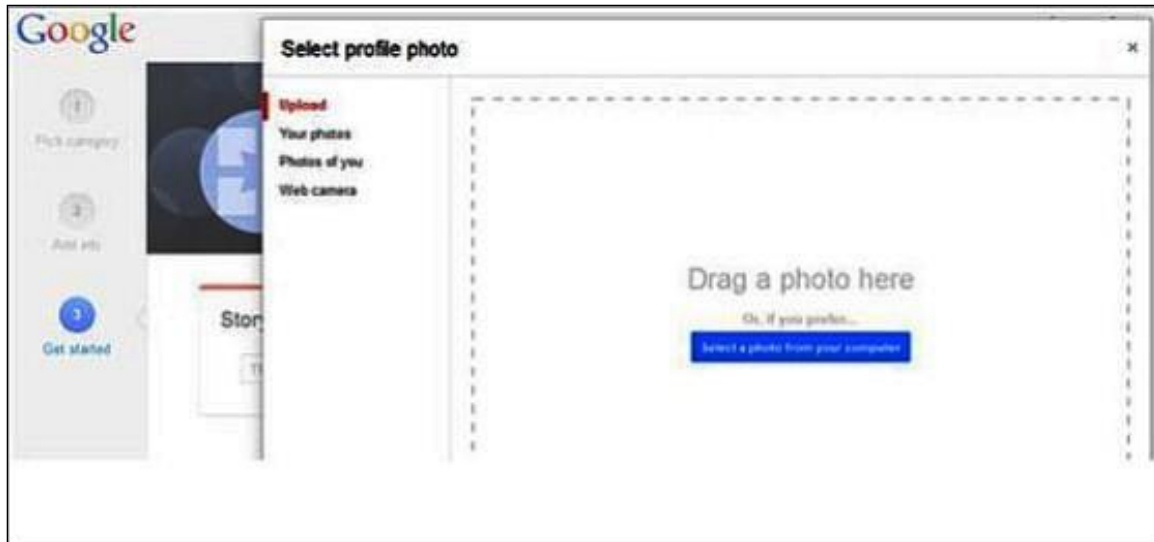 Google
Select profile photo
×
1
Pick category
2
Add info
3
Get started
Upload
Your photos
Photos of you
Web camera
Drag a photo here
Or, if you prefer...
Select a photo from your computer